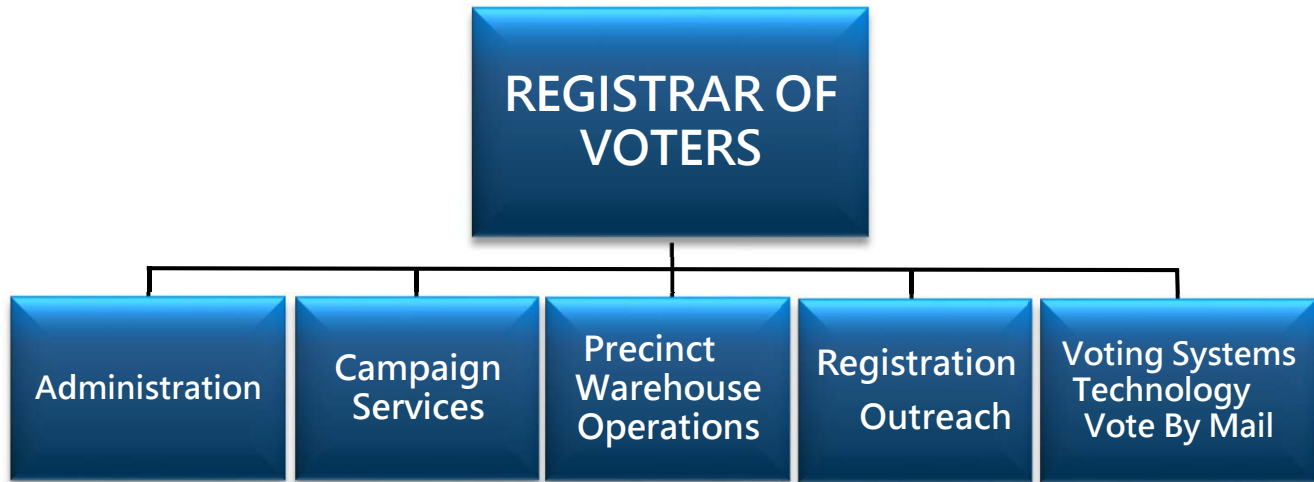 REGISTRAR OF
VOTERS
Administration
Campaign
Services
Precinct
Warehouse
Operations
Registration
Outreach
Voting Systems
Technology
Vote By Mail